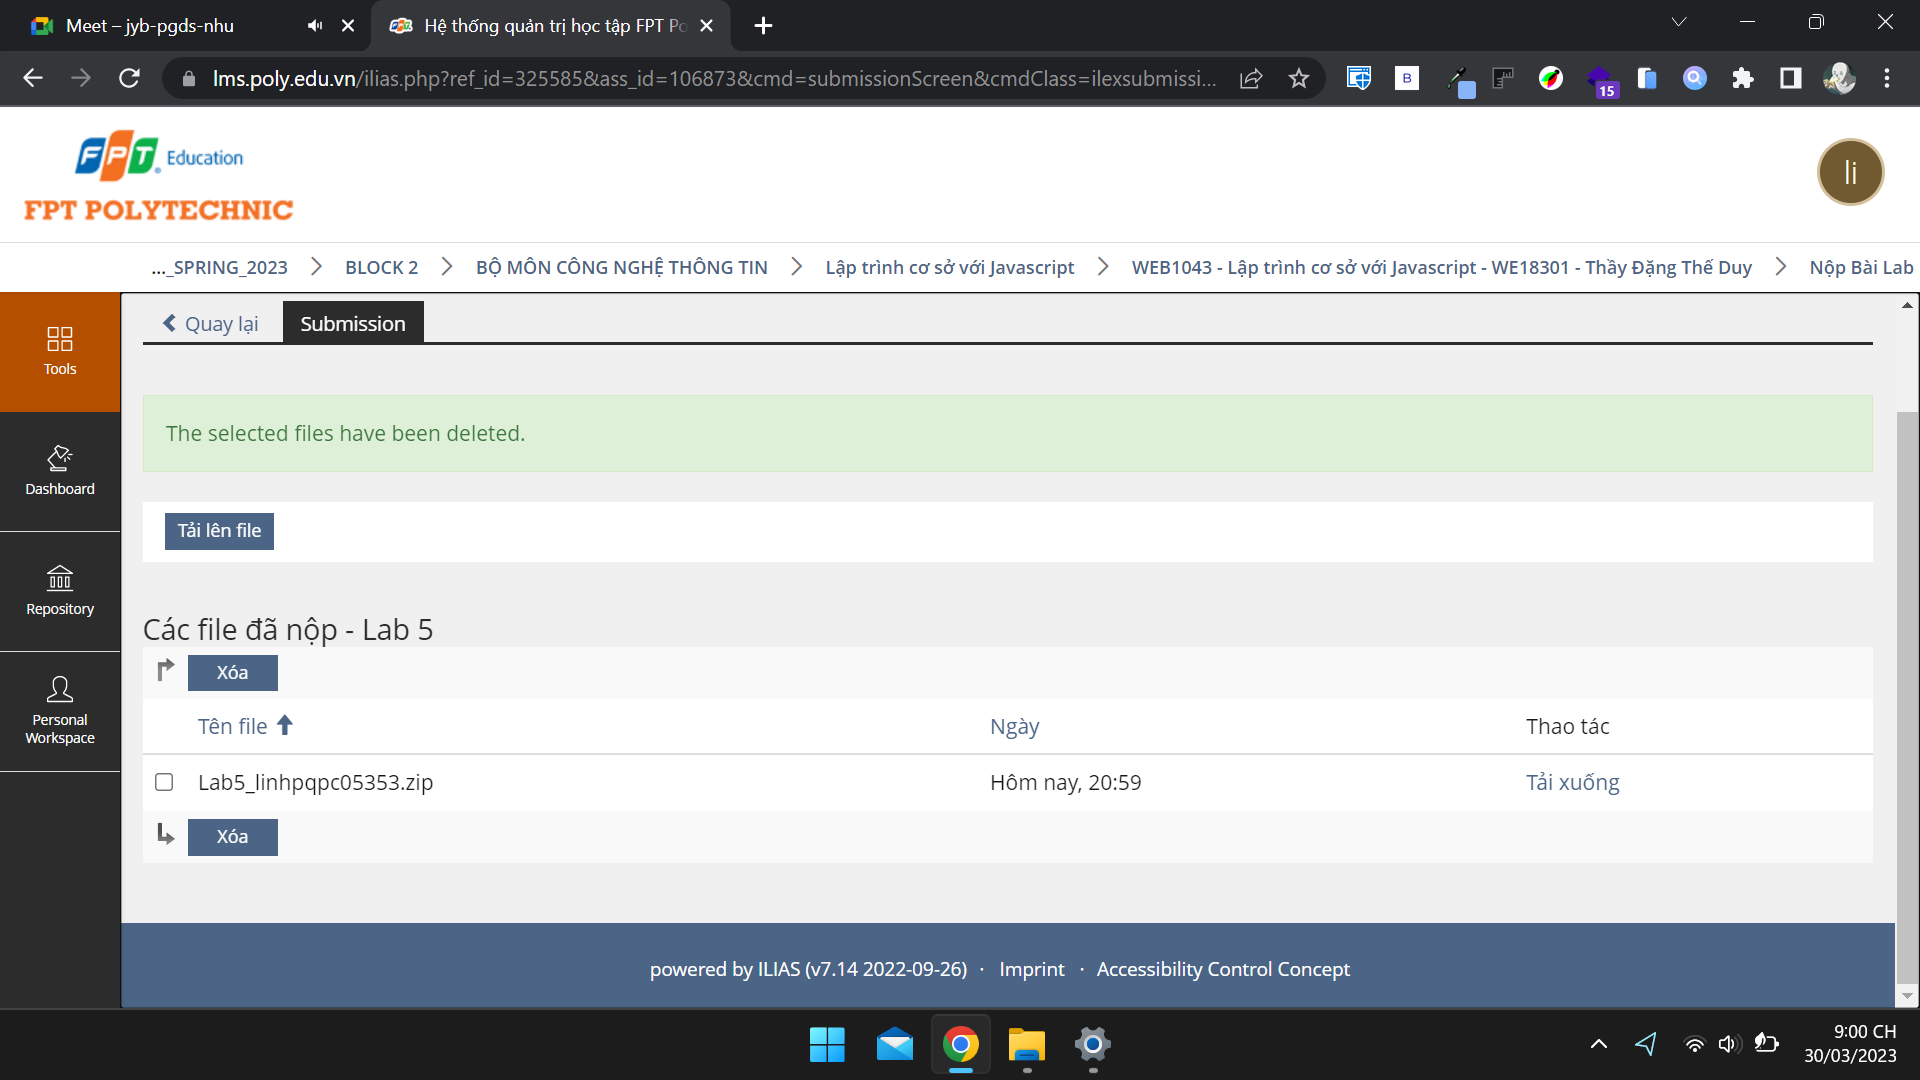 Meet – jyb-pgds-nhu
Hệ thống quản trị học tập FPT Po
lms.poly.edu.vn/ilias.php?ref_id=325585&ass_id=106873&cmd=submissionScreen&cmdClass=ilexsubmissi...
B
15
FPT Education
FPT POLYTECHNIC
li
..._SPRING_2023
BLOCK 2
BỘ MÔN CÔNG NGHỆ THÔNG TIN
Lập trình cơ sở với Javascript
WEB1043 - Lập trình cơ sở với Javascript - WE18301 - Thầy Đặng Thế Duy
Nộp Bài Lab
Tools
Dashboard
Repository
Personal
Workspace
Quay lại
Submission
The selected files have been deleted.
Tải lên file
Các file đã nộp - Lab 5
Xóa
Tên file
Ngày
Thao tác
Lab5_linhpqpc05353.zip
Hôm nay, 20:59
Tải xuống
Xóa
powered by ILIAS (v7.14 2022-09-26) · Imprint · Accessibility Control Concept
9:00 CH
30/03/2023